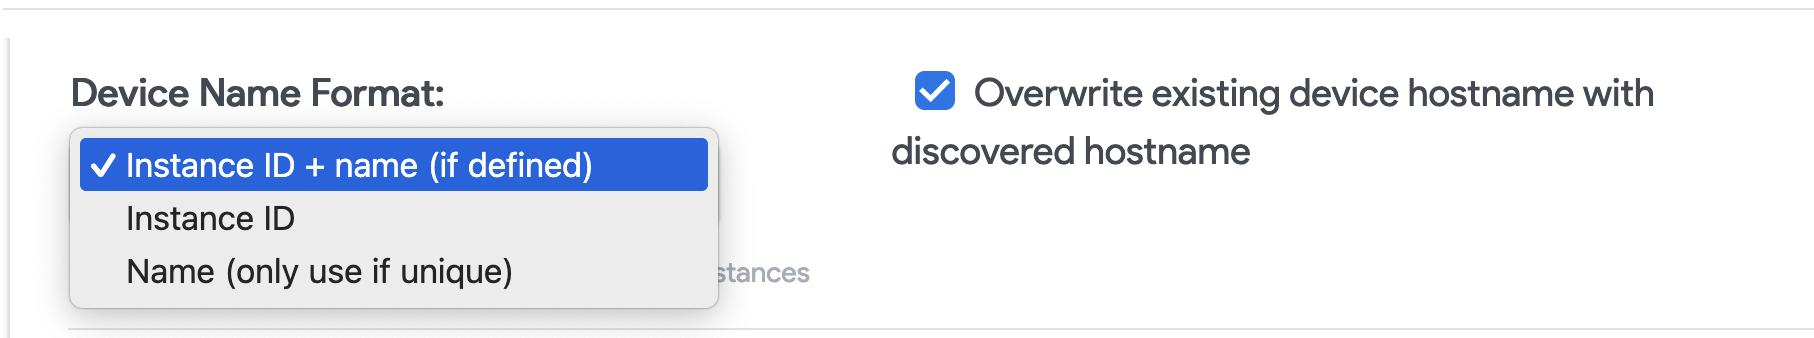 Device Name Format:
Overwrite existing device hostname with
discovered hostname
✓ Instance ID + name (if defined)
Instance ID
Name (only use if unique)
stances